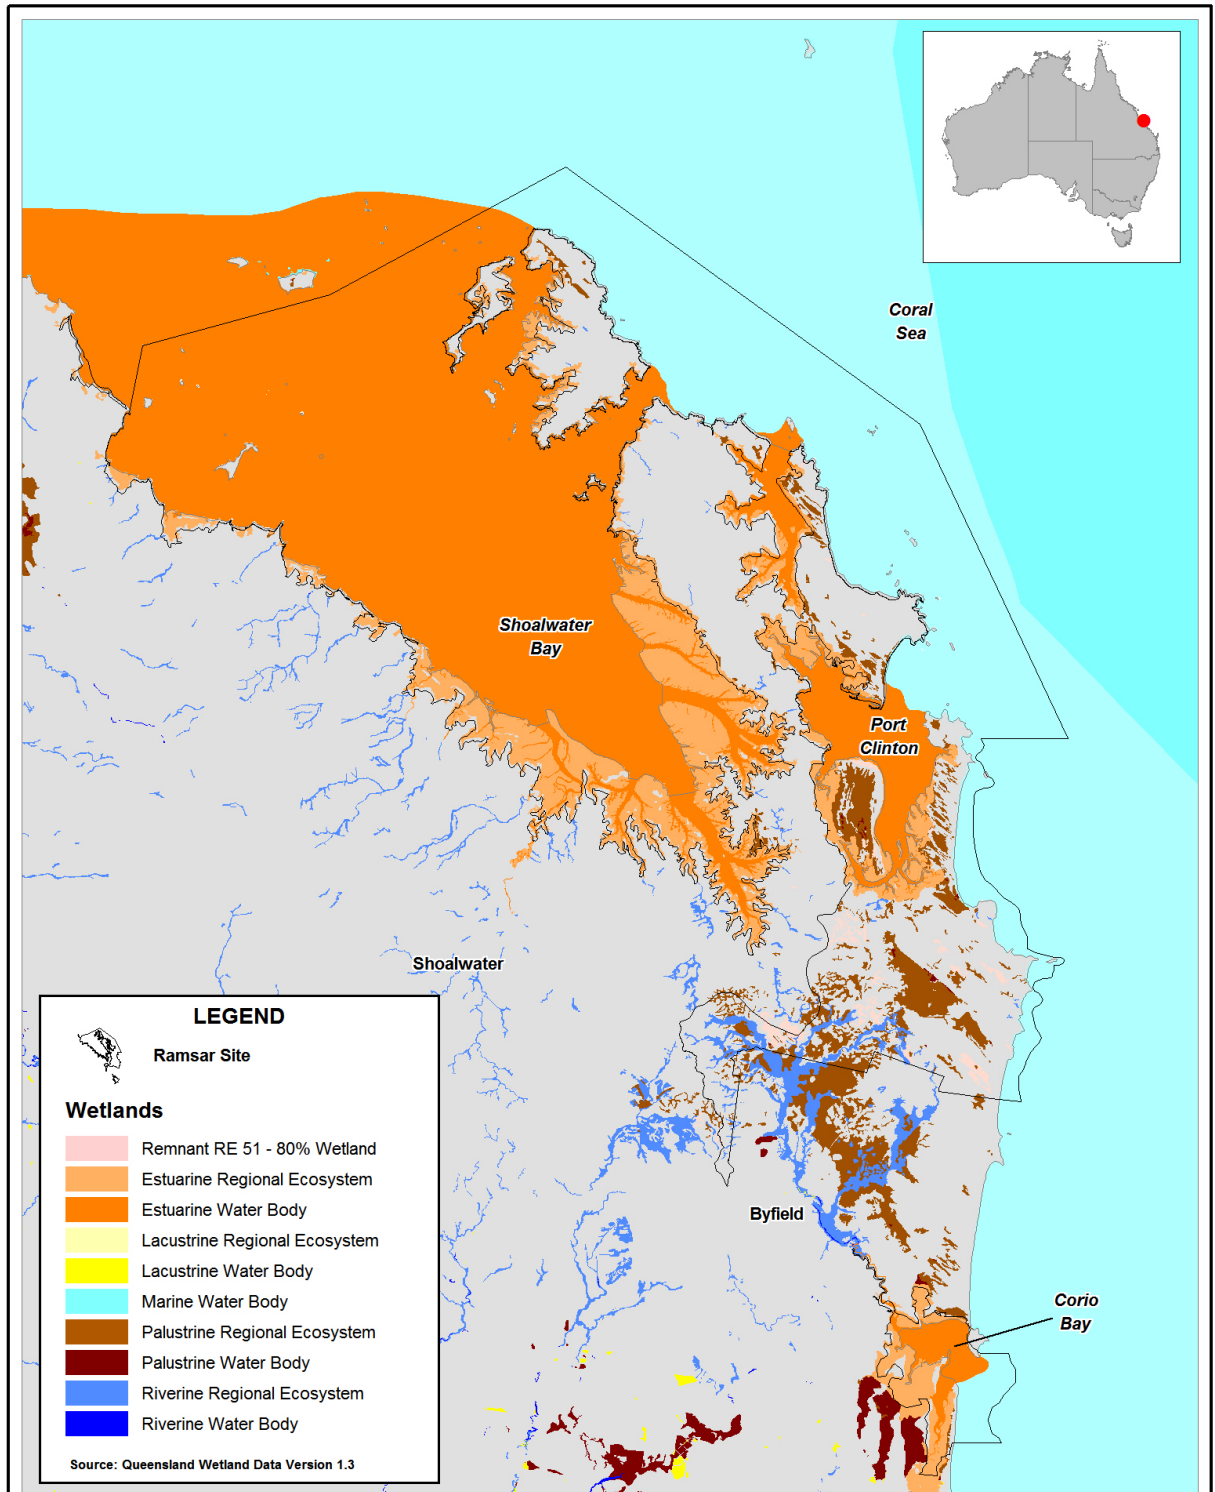 Coral
Sea
Shoalwater
Bay
Port
Clinton
Shoalwater
Byfield
Corio
Bay
LEGEND
Ramsar Site
Wetlands
Remnant RE 51 - 80% Wetland
Estuarine Regional Ecosystem
Estuarine Water Body
Lacustrine Regional Ecosystem
Lacustrine Water Body
Marine Water Body
Palustrine Regional Ecosystem
Palustrine Water Body
Riverine Regional Ecosystem
Riverine Water Body
Source: Queensland Wetland Data Version 1.3